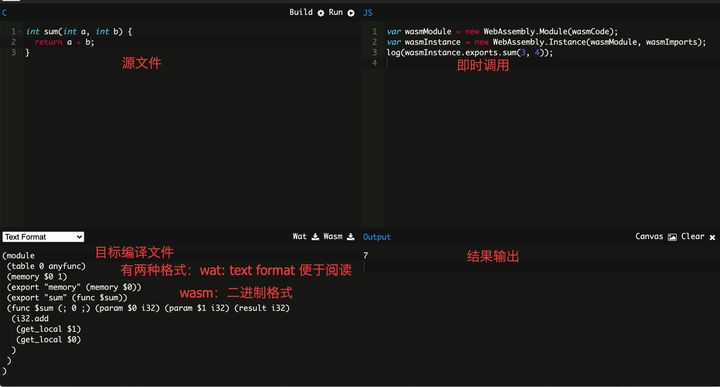 C
Build Run
1 int sum(int a, int b) {
2 return a + b;
3 }
源文件
JS
1 var wasmModule = new WebAssembly.Module(wasmCode);
2 var wasmInstance = new WebAssembly.Instance(wasmModule, wasmImports);
3 log(wasmInstance.exports.sum(3, 4));
4
即时调用
Text Format
Wat Wasm
目标编译文件
(module
(table 0 anyfunc)
有两种格式：wat: text format 便于阅读
(memory $0 1)
(export "memory" (memory $0))
wasm：二进制格式
(export "sum" (func $sum))
(func $sum (; 0 ;) (param $0 i32) (param $1 i32) (result i32)
(i32.add
(get_local $1)
(get_local $0)
)
)
)
Output
Canvas Clear
结果输出
7